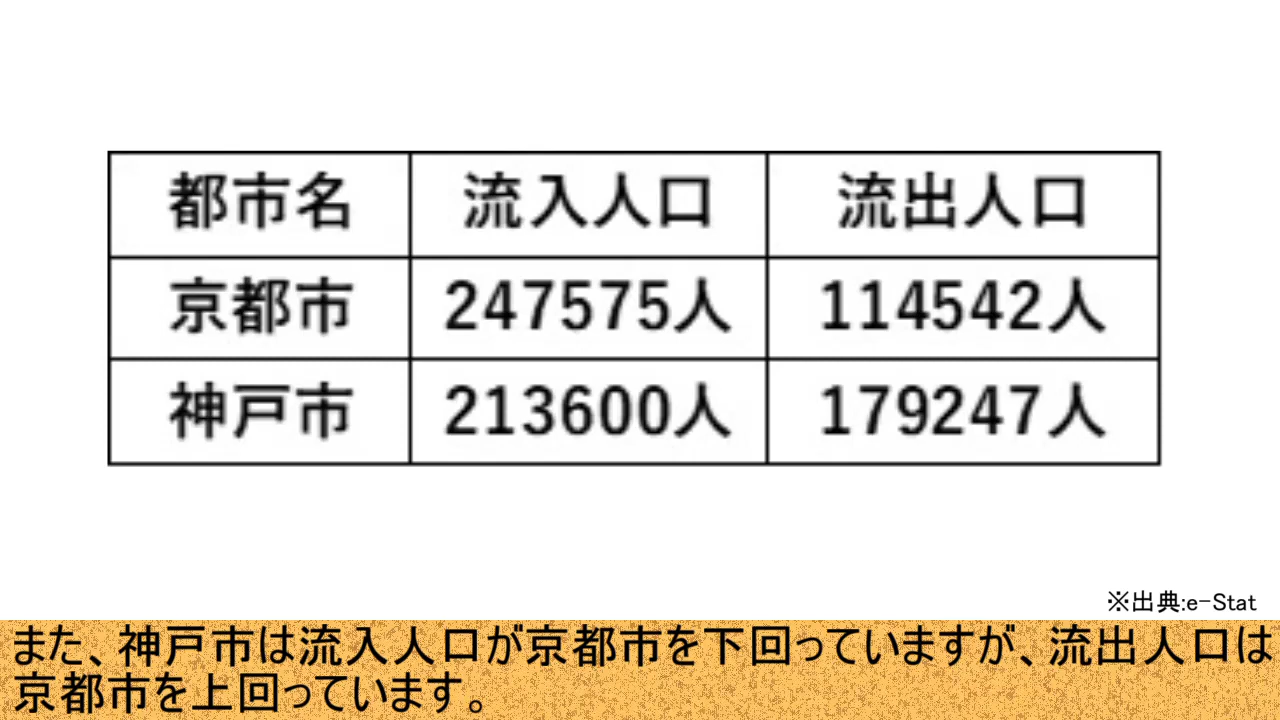 都市名 流入人口 流出人口
京都市 247575人 114542人
神戸市 213600人 179247人
※出典:e-Stat
また、神戸市は流入人口が京都市を下回っていますが、流出人口は
京都市を上回っています。